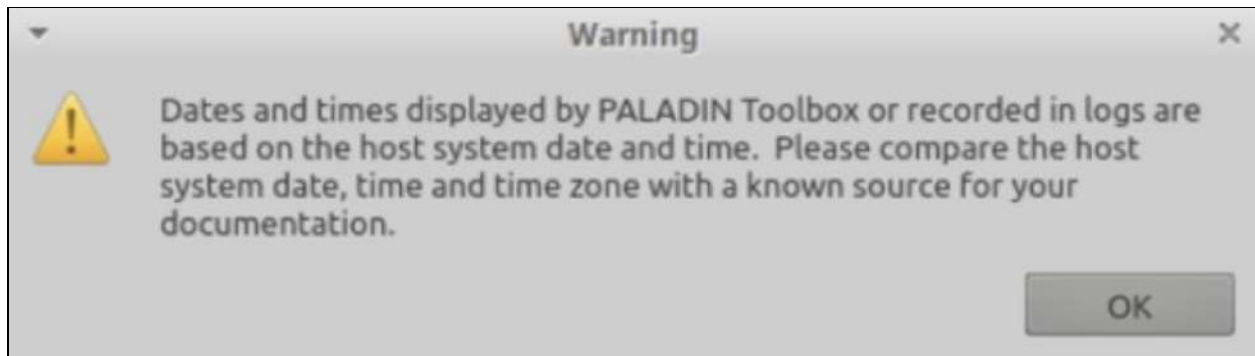 Warning
Dates and times displayed by PALADIN Toolbox or recorded in logs are
based on the host system date and time.  Please compare the host
system date, time and time zone with a known source for your
documentation.
OK